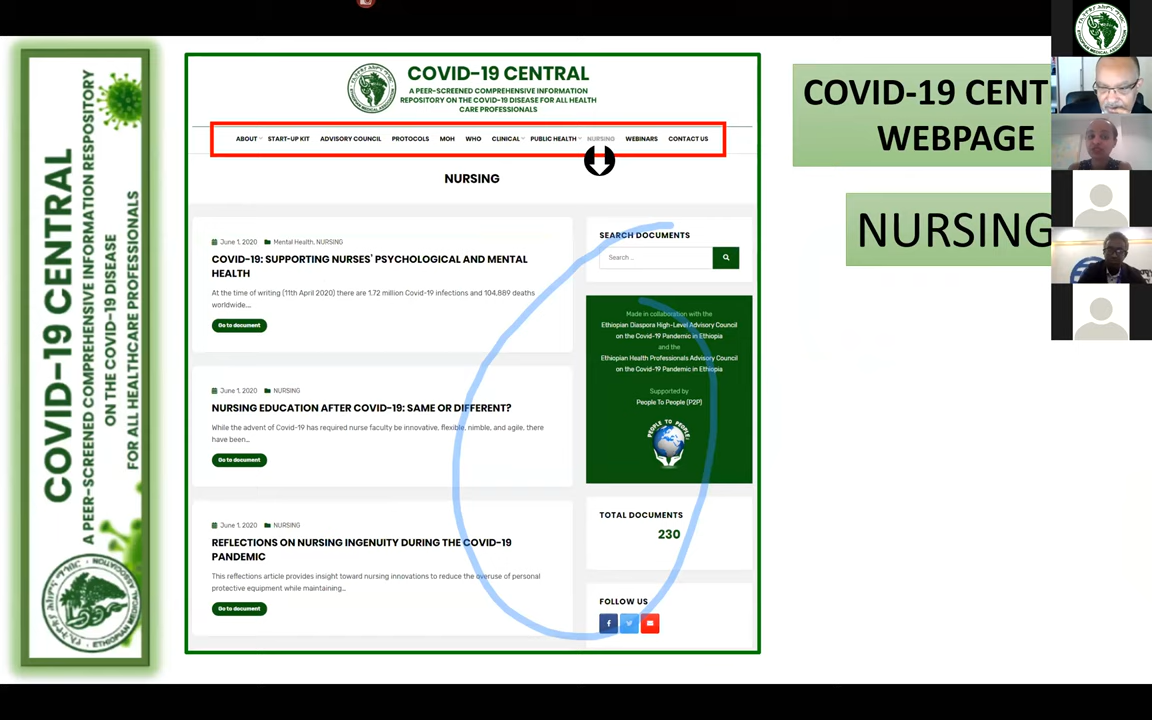 COVID-19 CENTRAL
A PEER-SCREENED COMPREHENSIVE INFORMATION RESPOSITORY
ON THE COVID-19 DISEASE
FOR ALL HEALTHCARE PROFESSIONALS
ETHIOPIAN MEDICAL ASSOCIATION
COVID-19 CENTRAL
A PEER-SCREENED COMPREHENSIVE INFORMATION
REPOSITORY ON THE COVID-19 DISEASE FOR ALL HEALTH
CARE PROFESSIONALS
ABOUT START-UP KIT ADVISORY COUNCIL PROTOCOLS MOH WHO CLINICAL PUBLIC HEALTH NURSING WEBINARS CONTACT US
NURSING
June 1, 2020 Mental Health, NURSING
COVID-19: SUPPORTING NURSES' PSYCHOLOGICAL AND MENTAL
HEALTH
At the time of writing (11th April 2020) there are 1.72 million Covid-19 infections and 104,889 deaths
worldwide....
Go to document
June 1, 2020 NURSING
NURSING EDUCATION AFTER COVID-19: SAME OR DIFFERENT?
While the advent of Covid-19 has required nurse faculty be innovative, flexible, nimble, and agile, there
have been...
Go to document
June 1, 2020 NURSING
REFLECTIONS ON NURSING INGENUITY DURING THE COVID-19
PANDEMIC
This reflections article provides insight toward nursing innovations to reduce the overuse of personal
protective equipment while maintaining...
Go to document
SEARCH DOCUMENTS
Search ...
Made in collaboration with the
Ethiopian Diaspora High-Level Advisory Council
on the Covid-19 Pandemic in Ethiopia
and the
Ethiopian Health Professionals Advisory Council
on the Covid-19 Pandemic in Ethiopia
Supported by
People To People (P2P)
PEOPLE TO PEOPLE
TOTAL DOCUMENTS
230
FOLLOW US
COVID-19 CENT
WEBPAGE
NURSING